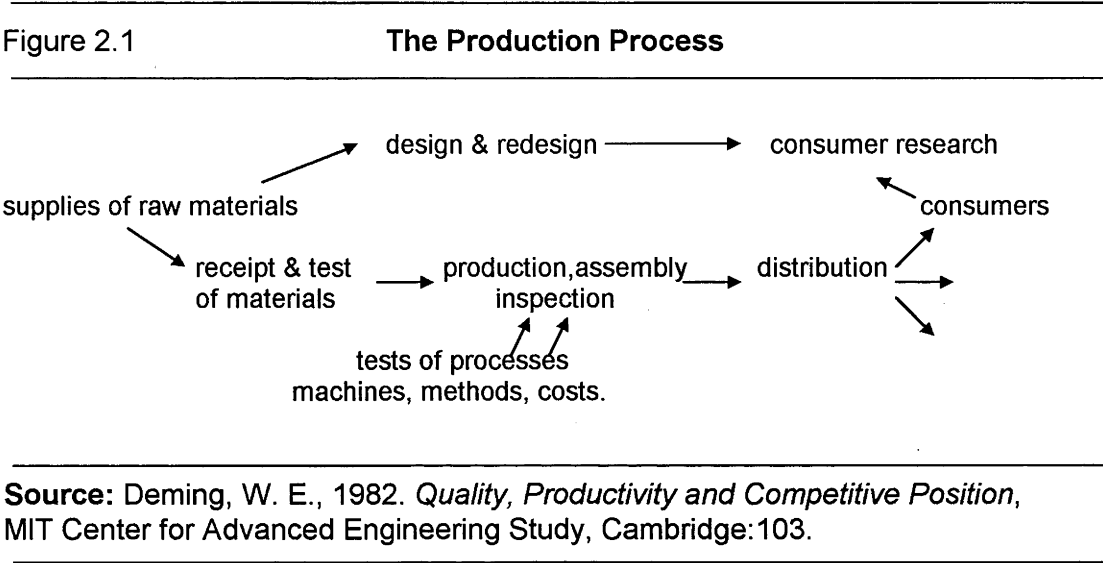 Figure 2.1 The Production Process
design & redesign consumer research
supplies of raw materials consumers
receipt & test production,assembly distribution
of materials inspection
tests of processes
machines, methods, costs.
Source: Deming, W. E., 1982. Quality, Productivity and Competitive Position,
MIT Center for Advanced Engineering Study, Cambridge:103.